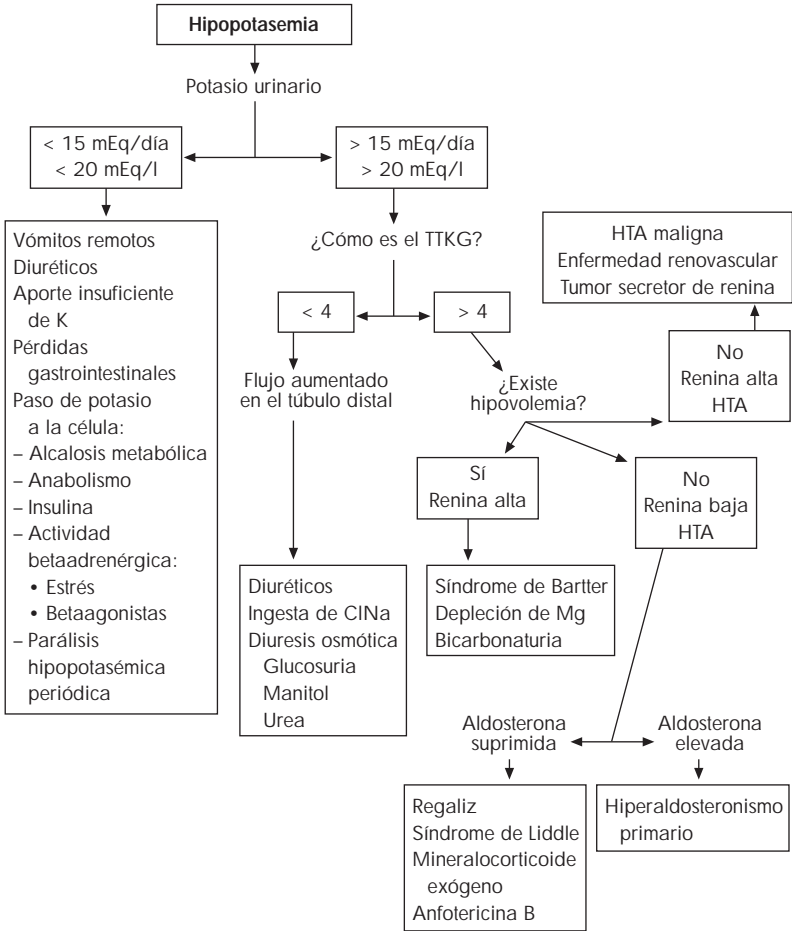 Hipopotasemia
Potasio urinario
< 15 mEq/día
< 20 mEq/l
> 15 mEq/día
> 20 mEq/l
Vómitos remotos
Diuréticos
Aporte insuficiente
de K
Pérdidas
gastrointestinales
Paso de potasio
a la célula:
– Alcalosis metabólica
– Anabolismo
– Insulina
– Actividad
betaadrenérgica:
• Estrés
• Betaagonistas
– Parálisis
hipopotasémica
periódica
¿Cómo es el TTKG?
< 4
> 4
Flujo aumentado
en el túbulo distal
Diuréticos
Ingesta de ClNa
Diuresis osmótica
Glucosuria
Manitol
Urea
¿Existe
hipovolemia?
HTA maligna
Enfermedad renovascular
Tumor secretor de renina
No
Renina alta
HTA
Sí
Renina alta
No
Renina baja
HTA
Síndrome de Bartter
Depleción de Mg
Bicarbonaturia
Aldosterona
suprimida
Aldosterona
elevada
Regaliz
Síndrome de Liddle
Mineralocorticoide
exógeno
Anfotericina B
Hiperaldosteronismo
primario